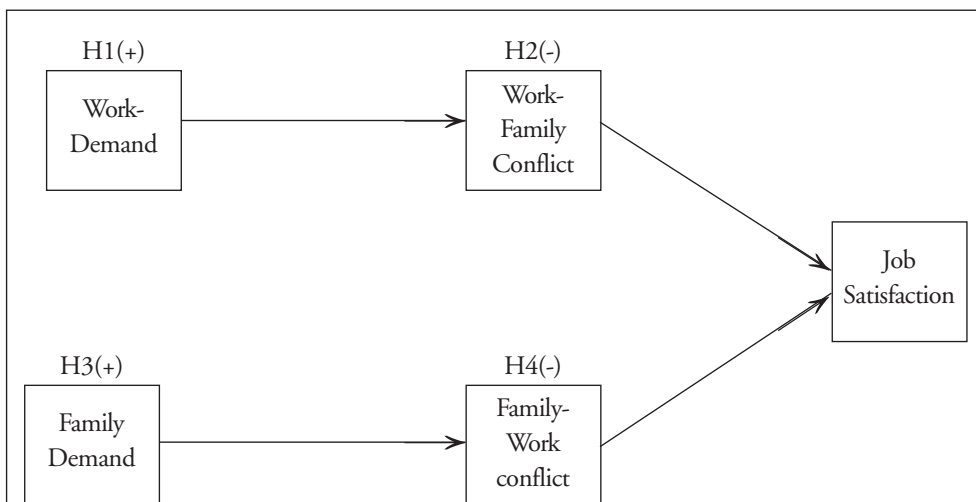 H1(+)
Work-
Demand
H2(-)
Work-
Family
Conflict
Job
Satisfaction
H3(+)
Family
Demand
H4(-)
Family-
Work
conflict